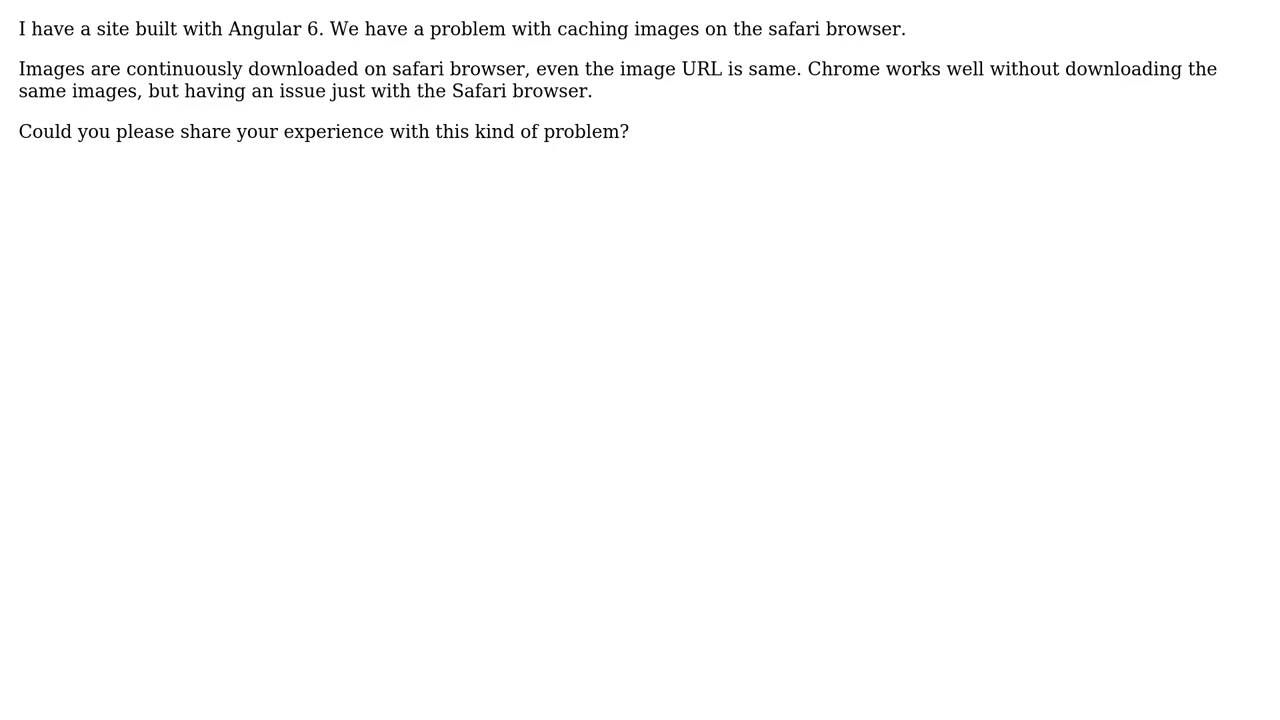 I have a site built with Angular 6. We have a problem with caching images on the safari browser.
Images are continuously downloaded on safari browser, even the image URL is same. Chrome works well without downloading the
same images, but having an issue just with the Safari browser.
Could you please share your experience with this kind of problem?